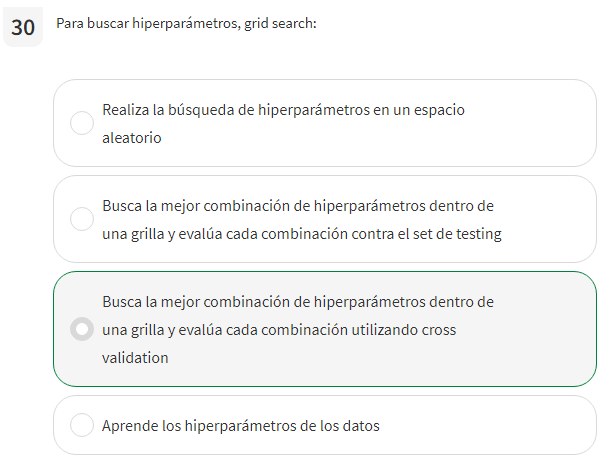 30 Para buscar hiperparámetros, grid search:
Realiza la búsqueda de hiperparámetros en un espacio
aleatorio
Busca la mejor combinación de hiperparámetros dentro de
una grilla y evalúa cada combinación contra el set de testing
Busca la mejor combinación de hiperparámetros dentro de
una grilla y evalúa cada combinación utilizando cross
validation
Aprende los hiperparámetros de los datos